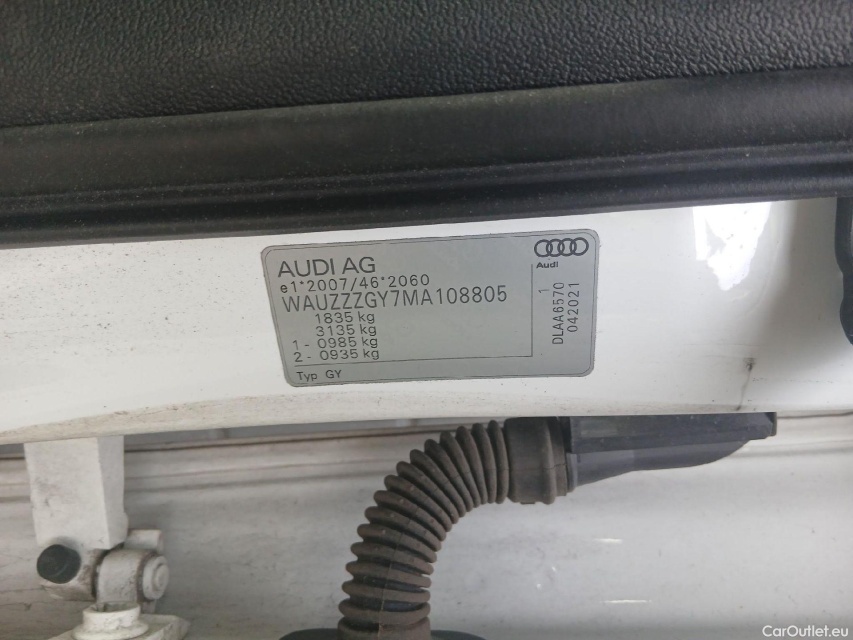 AUDI AG
Audi
e1*2007/46*2060
WAUZZZGY7MA108805
1835 kg
3135 kg
1 - 0985 kg
2 - 0935 kg
Typ GY
DLAA6570 1
042021
CarOutlet.eu